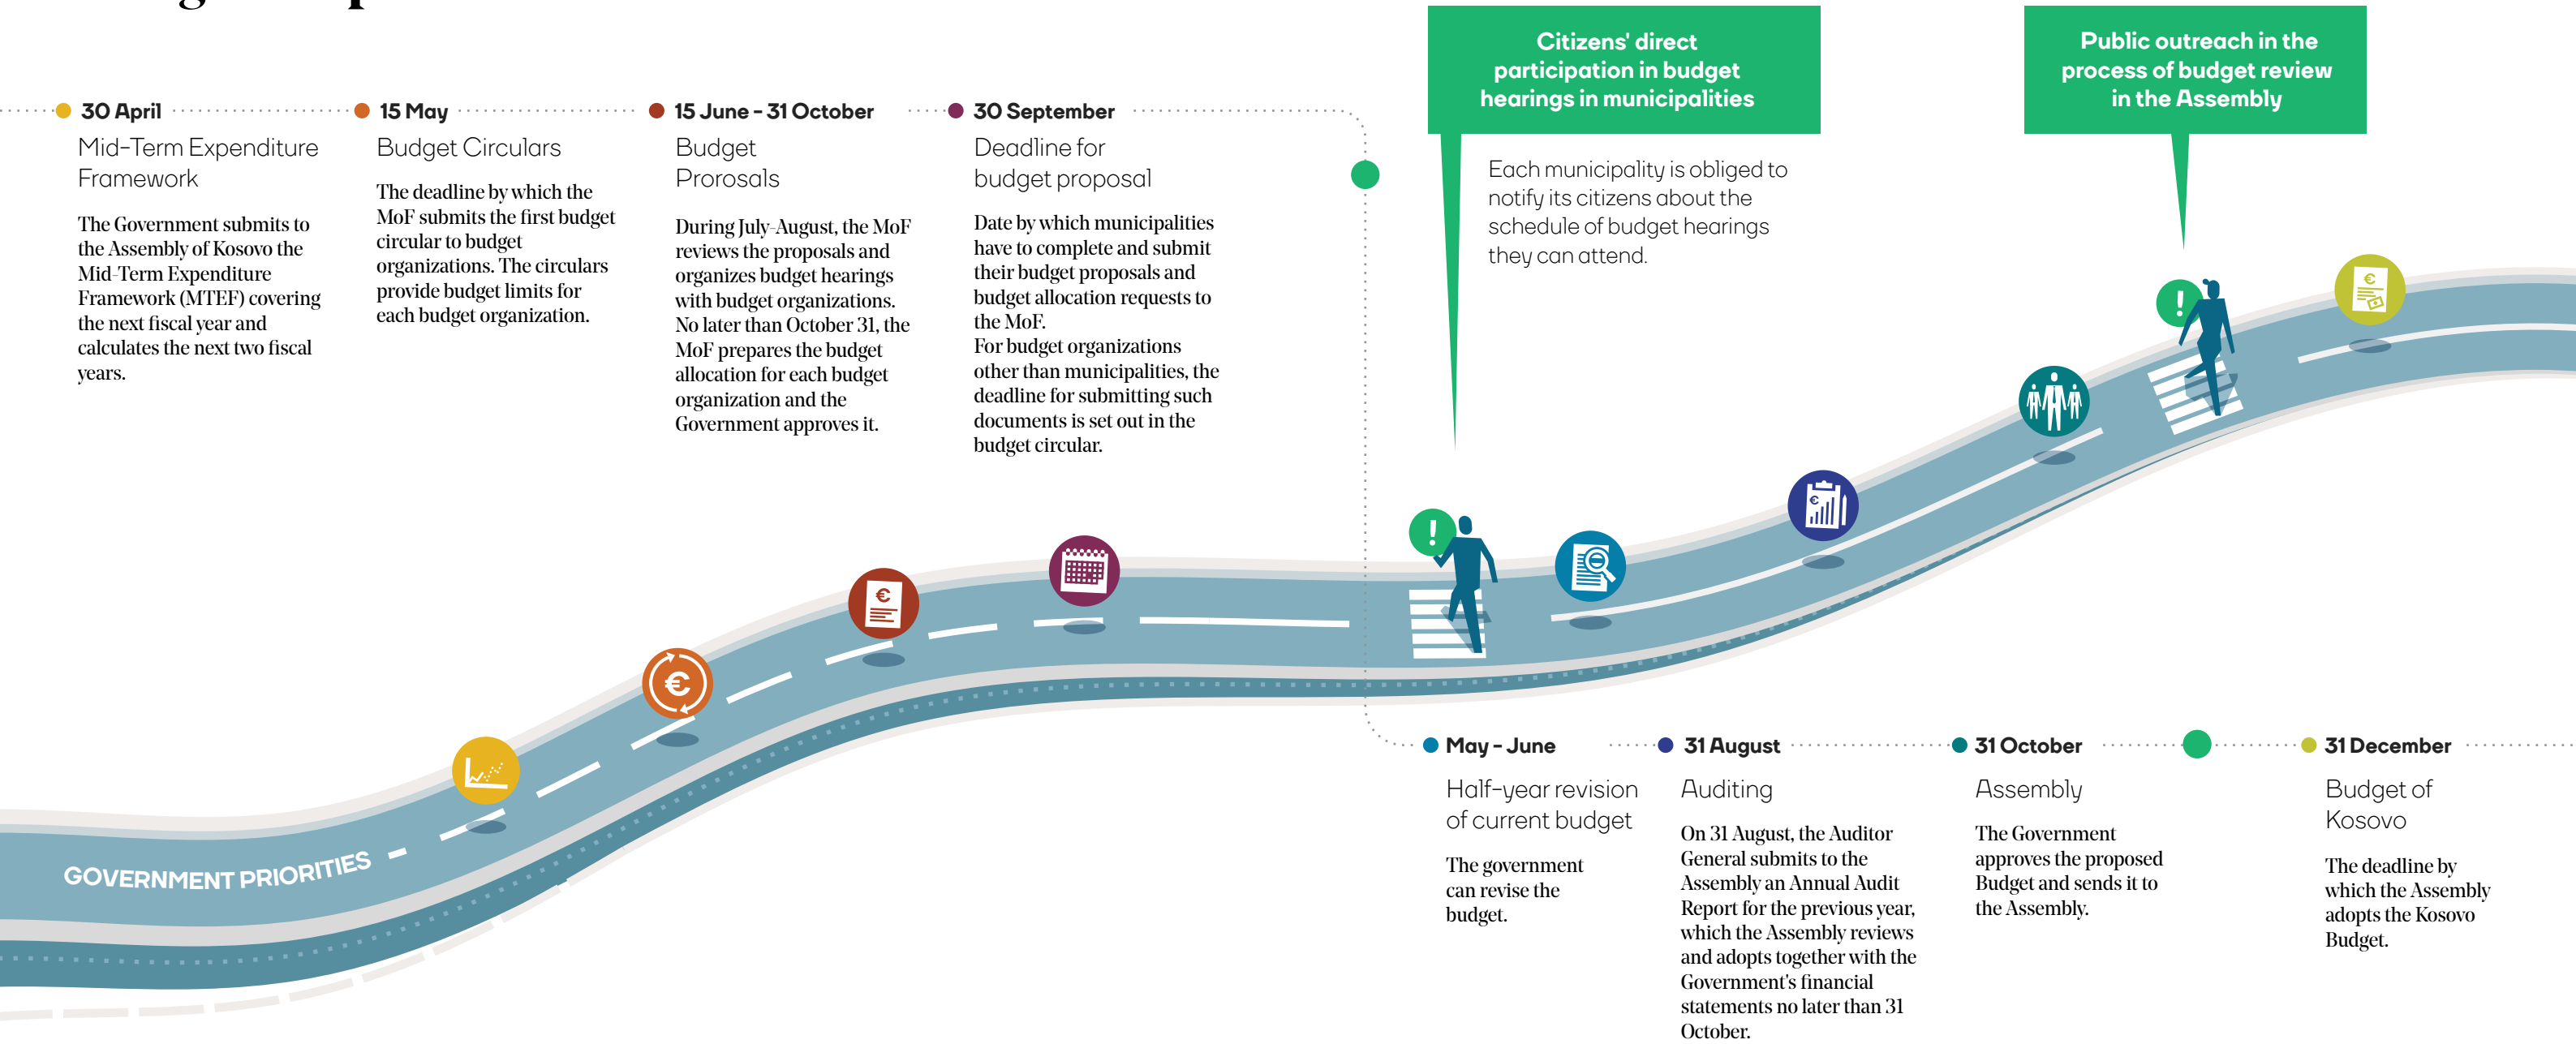 30 April
Mid-Term Expenditure
Framework
The Government submits to
the Assembly of Kosovo the
Mid-Term Expenditure
Framework (MTEF) covering
the next fiscal year and
calculates the next two fiscal
years.
15 May
Budget Circulars
The deadline by which the
MoF submits the first budget
circular to budget
organizations. The circulars
provide budget limits for
each budget organization.
15 June - 31 October
Budget
Prorosals
During July-August, the MoF
reviews the proposals and
organizes budget hearings
with budget organizations.
No later than October 31, the
MoF prepares the budget
allocation for each budget
organization and the
Government approves it.
30 September
Deadline for
budget proposal
Date by which municipalities
have to complete and submit
their budget proposals and
budget allocation requests to
the MoF.
For budget organizations
other than municipalities, the
deadline for submitting such
documents is set out in the
budget circular.
Citizens' direct
participation in budget
hearings in municipalities
Each municipality is obliged to
notify its citizens about the
schedule of budget hearings
they can attend.
Public outreach in the
process of budget review
in the Assembly
!
!
€
€
€
€
GOVERNMENT PRIORITIES
May - June
Half-year revision
of current budget
The government
can revise the
budget.
31 August
Auditing
On 31 August, the Auditor
General submits to the
Assembly an Annual Audit
Report for the previous year,
which the Assembly reviews
and adopts together with the
Government's financial
statements no later than 31
October.
31 October
Assembly
The Government
approves the proposed
Budget and sends it to
the Assembly.
31 December
Budget of
Kosovo
The deadline by
which the Assembly
adopts the Kosovo
Budget.